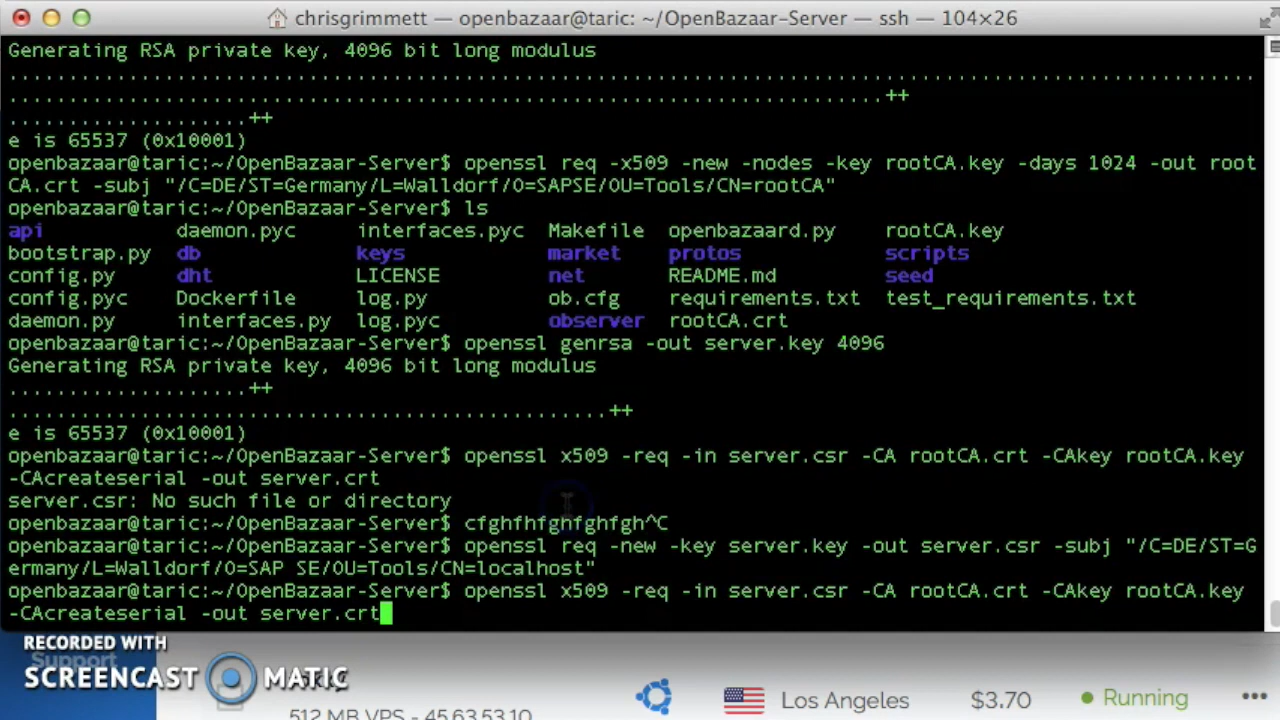 chrisgrimmett — openbazaar@taric: ~/OpenBazaar-Server — ssh — 104×26
Generating RSA private key, 4096 bit long modulus
........................................................................................................
.........................................................................++
....................++
e is 65537 (0x10001)
openbazaar@taric:~/OpenBazaar-Server$ openssl req -x509 -new -nodes -key rootCA.key -days 1024 -out root
CA.crt -subj "/C=DE/ST=Germany/L=Walldorf/O=SAPSE/OU=Tools/CN=rootCA"
openbazaar@taric:~/OpenBazaar-Server$ ls
api daemon.pyc interfaces.pyc Makefile openbazaard.py rootCA.key
bootstrap.py db keys market protos scripts
config.py dht LICENSE net README.md seed
config.pyc Dockerfile log.py ob.cfg requirements.txt test_requirements.txt
daemon.py interfaces.py log.pyc observer rootCA.crt
openbazaar@taric:~/OpenBazaar-Server$ openssl genrsa -out server.key 4096
Generating RSA private key, 4096 bit long modulus
....................++
..................................................++
e is 65537 (0x10001)
openbazaar@taric:~/OpenBazaar-Server$ openssl x509 -req -in server.csr -CA rootCA.crt -CAkey rootCA.key
-CAcreateserial -out server.crt
server.csr: No such file or directory
openbazaar@taric:~/OpenBazaar-Server$ cfghfhfghfghfgh^C
openbazaar@taric:~/OpenBazaar-Server$ openssl req -new -key server.key -out server.csr -subj "/C=DE/ST=G
ermany/L=Walldorf/O=SAP SE/OU=Tools/CN=localhost"
openbazaar@taric:~/OpenBazaar-Server$ openssl x509 -req -in server.csr -CA rootCA.crt -CAkey rootCA.key
-CAcreateserial -out server.crt
RECORDED WITH
SCREENCAST MATIC
Support
Los Angeles $3.70 Running
512 MB VPS - 45.63.53.10